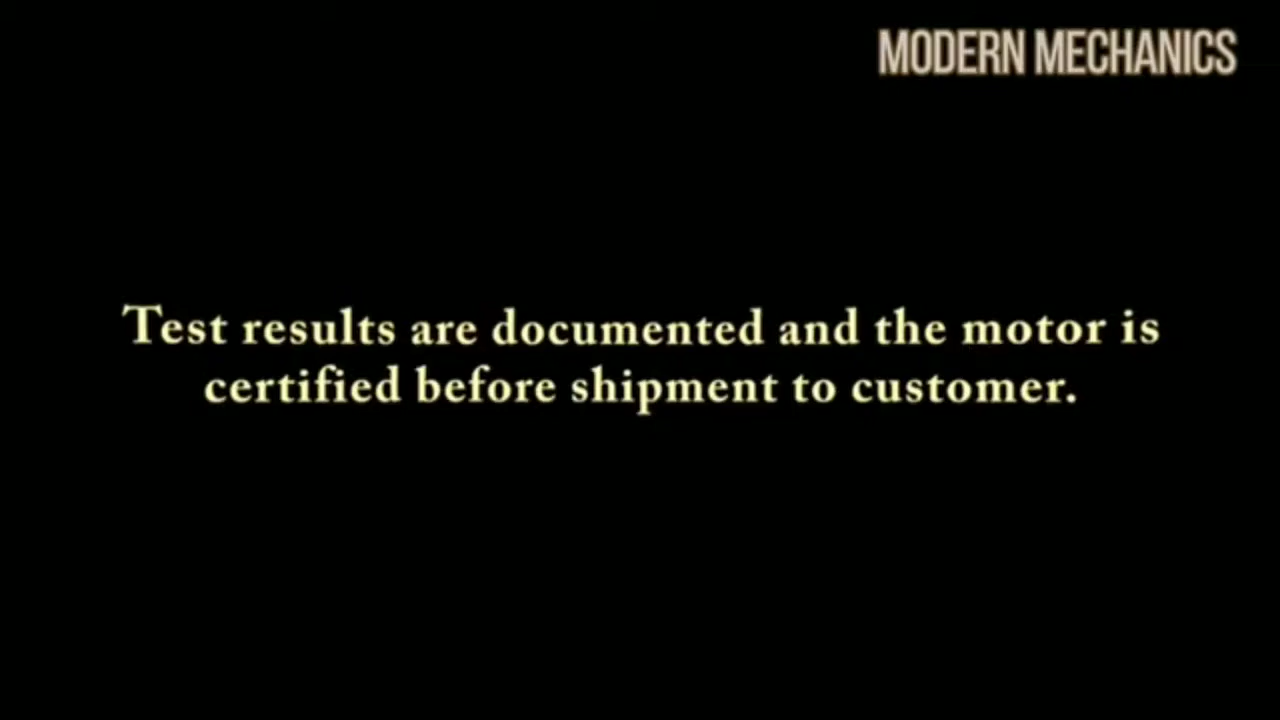 MODERN MECHANICS
Test results are documented and the motor is
certified before shipment to customer.